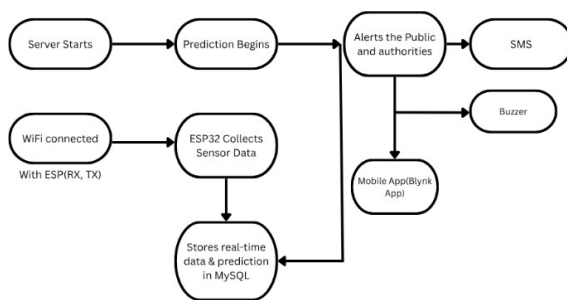 Server Starts
Prediction Begins
Alerts the Public
and authorities
SMS
Buzzer
WiFi connected
With ESP(RX, TX)
ESP32 Collects
Sensor Data
Mobile App(Blynk
App)
Stores real-time
data & prediction
in MySQL